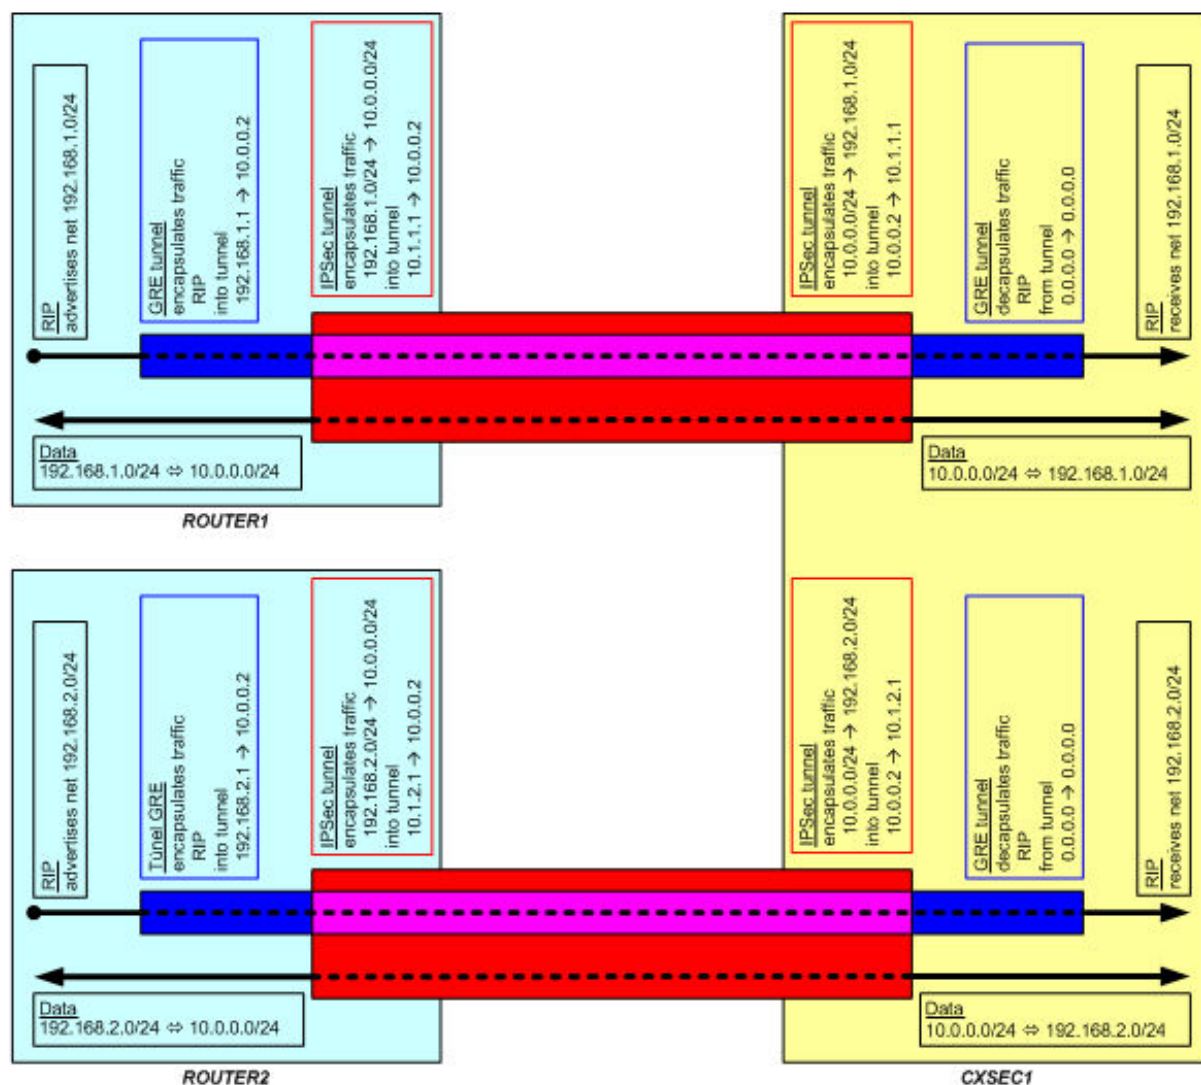 RIP
advertises net 192.168.1.0/24
GRE tunnel
encapsulates traffic
RIP
into tunnel
192.168.1.1 → 10.0.0.2
IPSec tunnel
encapsulates traffic
192.168.1.0/24 → 10.0.0.0/24
into tunnel
10.1.1.1 → 10.0.0.2
IPSec tunnel
encapsulates traffic
10.0.0.0/24 → 192.168.1.0/24
into tunnel
10.0.0.2 → 10.1.1.1
GRE tunnel
decapsulates traffic
RIP
from tunnel
0.0.0.0 → 0.0.0.0
RIP
receives net 192.168.1.0/24
Data
192.168.1.0/24 ⇔ 10.0.0.0/24
Data
10.0.0.0/24 ⇔ 192.168.1.0/24
ROUTER1
RIP
advertises net 192.168.2.0/24
Túnel GRE
encapsulates traffic
RIP
into tunnel
192.168.2.1 → 10.0.0.2
IPSec tunnel
encapsulates traffic
192.168.2.0/24 → 10.0.0.0/24
into tunnel
10.1.2.1 → 10.0.0.2
IPSec tunnel
encapsulates traffic
10.0.0.0/24 → 192.168.2.0/24
into tunnel
10.0.0.2 → 10.1.2.1
GRE tunnel
decapsulates traffic
RIP
from tunnel
0.0.0.0 → 0.0.0.0
RIP
receives net 192.168.2.0/24
Data
192.168.2.0/24 ⇔ 10.0.0.0/24
Data
10.0.0.0/24 ⇔ 192.168.2.0/24
ROUTER2
CXSEC1